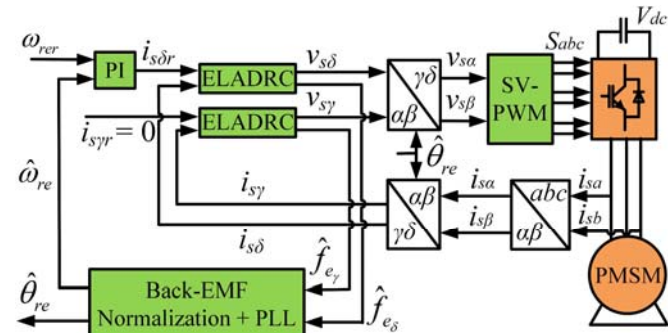 ω_rer
PI
i_sδr
ELADRC
v_sδ
γδ
αβ
v_sα
SV-
PWM
S_abc
V_dc
ELADRC
v_sγ
v_sβ
i_sγr = 0
ω̂_re
θ̂_re
i_sγ
αβ
γδ
i_sα
abc
αβ
i_sa
i_sδ
i_sβ
i_sb
f̂_eγ
Back-EMF
Normalization + PLL
f̂_eδ
θ̂_re
PMSM